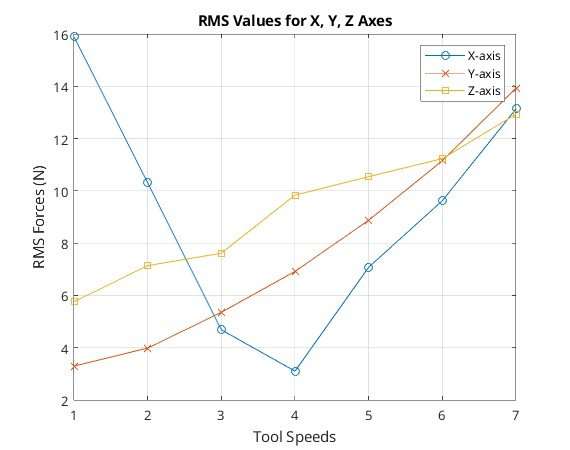 RMS Values for X, Y, Z Axes
16
14
12
10
8
6
4
2
RMS Forces (N)
X-axis
Y-axis
Z-axis
1 2 3 4 5 6 7
Tool Speeds